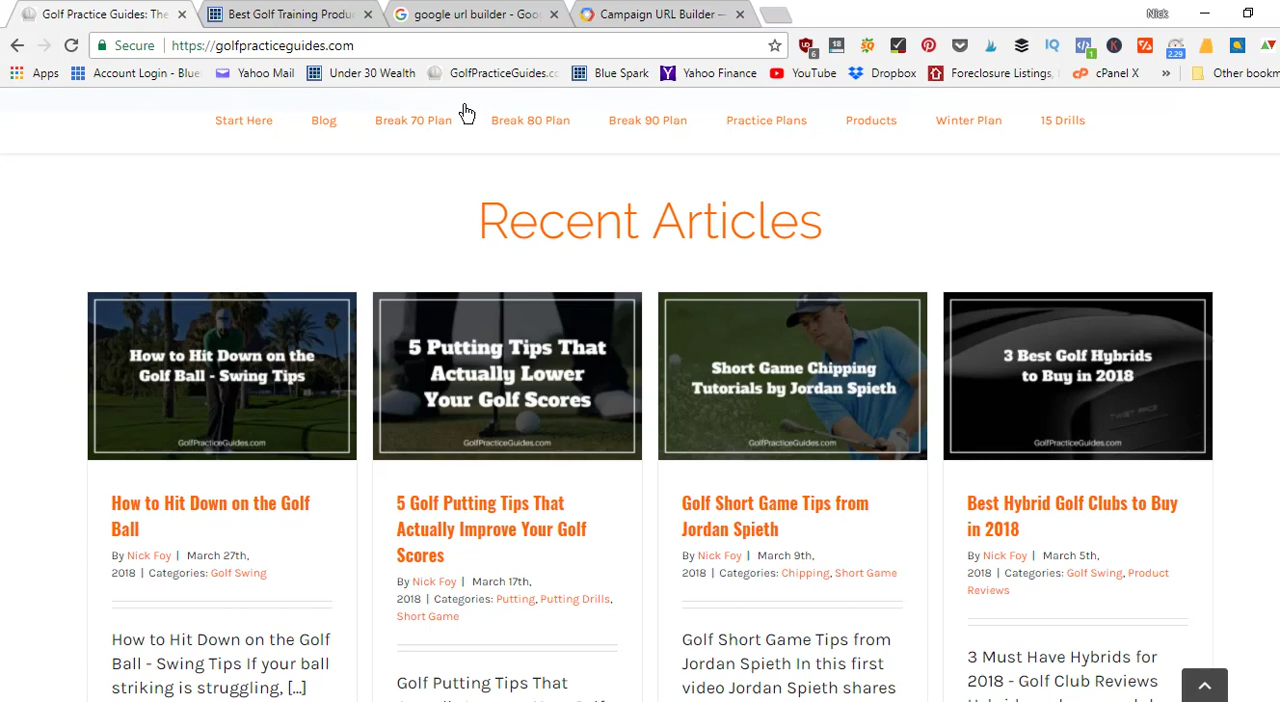 Golf Practice Guides: The
Best Golf Training Produ
google url builder - Goo
Campaign URL Builder —
Nick
Secure
https://golfpracticeguides.com
6
18
1
2.29
Apps
Account Login - Blue
Yahoo Mail
Under 30 Wealth
GolfPracticeGuides.co
Blue Spark
Yahoo Finance
YouTube
Dropbox
Foreclosure Listings,
cPanel X
»
Other bookm
Start Here
Blog
Break 70 Plan
Break 80 Plan
Break 90 Plan
Practice Plans
Products
Winter Plan
15 Drills
Recent Articles
How to Hit Down on the
Golf Ball - Swing Tips
GolfPracticeGuides.com
How to Hit Down on the Golf
Ball
By Nick Foy | March 27th,
2018 | Categories: Golf Swing
How to Hit Down on the Golf
Ball - Swing Tips If your ball
striking is struggling, [...]
5 Putting Tips That
Actually Lower
Your Golf Scores
GolfPracticeGuides.com
5 Golf Putting Tips That
Actually Improve Your Golf
Scores
By Nick Foy | March 17th,
2018 | Categories: Putting, Putting Drills,
Short Game
Golf Putting Tips That
Short Game Chipping
Tutorials by Jordan Spieth
GolfPracticeGuides.com
Golf Short Game Tips from
Jordan Spieth
By Nick Foy | March 9th,
2018 | Categories: Chipping, Short Game
Golf Short Game Tips from
Jordan Spieth In this first
video Jordan Spieth shares
3 Best Golf Hybrids
to Buy in 2018
GolfPracticeGuides.com
Best Hybrid Golf Clubs to Buy
in 2018
By Nick Foy | March 5th,
2018 | Categories: Golf Swing, Product
Reviews
3 Must Have Hybrids for
2018 - Golf Club Reviews